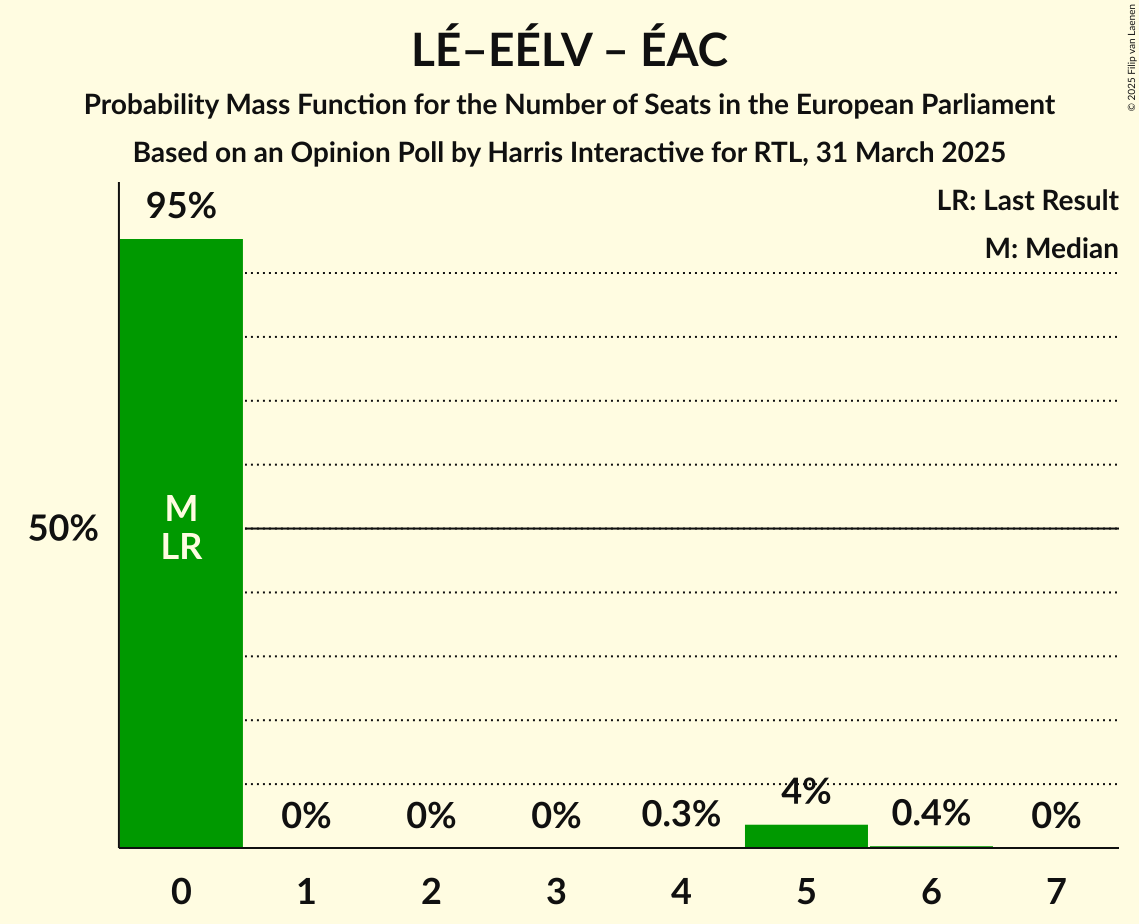 LÉ–EÉLV – ÉAC
Probability Mass Function for the Number of Seats in the European Parliament
Based on an Opinion Poll by Harris Interactive for RTL, 31 March 2025
© 2025 Filip van Laenen
LR: Last Result
M: Median
95%
M
LR
50%
0%
0%
0%
0.3%
4%
0.4%
0%
0 1 2 3 4 5 6 7